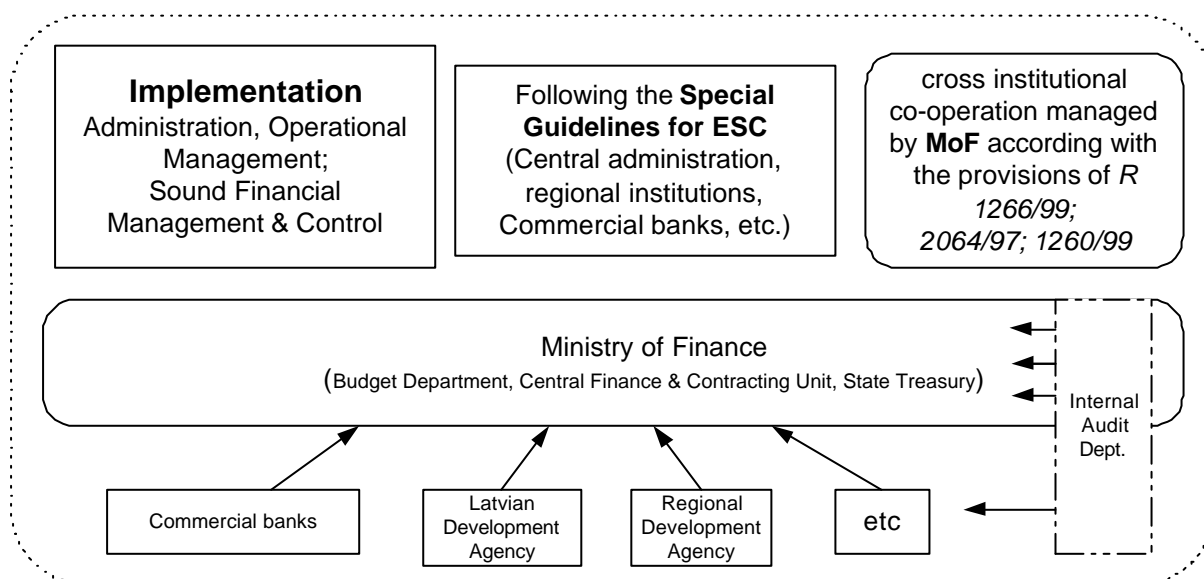 Implementation
Administration, Operational
Management;
Sound Financial
Management & Control
Following the Special
Guidelines for ESC
(Central administration,
regional institutions,
Commercial banks, etc.)
cross institutional
co-operation managed
by MoF according with
the provisions of R
1266/99;
2064/97; 1260/99
Ministry of Finance
(Budget Department, Central Finance & Contracting Unit, State Treasury)
Internal
Audit
Dept.
Commercial banks
Latvian
Development
Agency
Regional
Development
Agency
etc